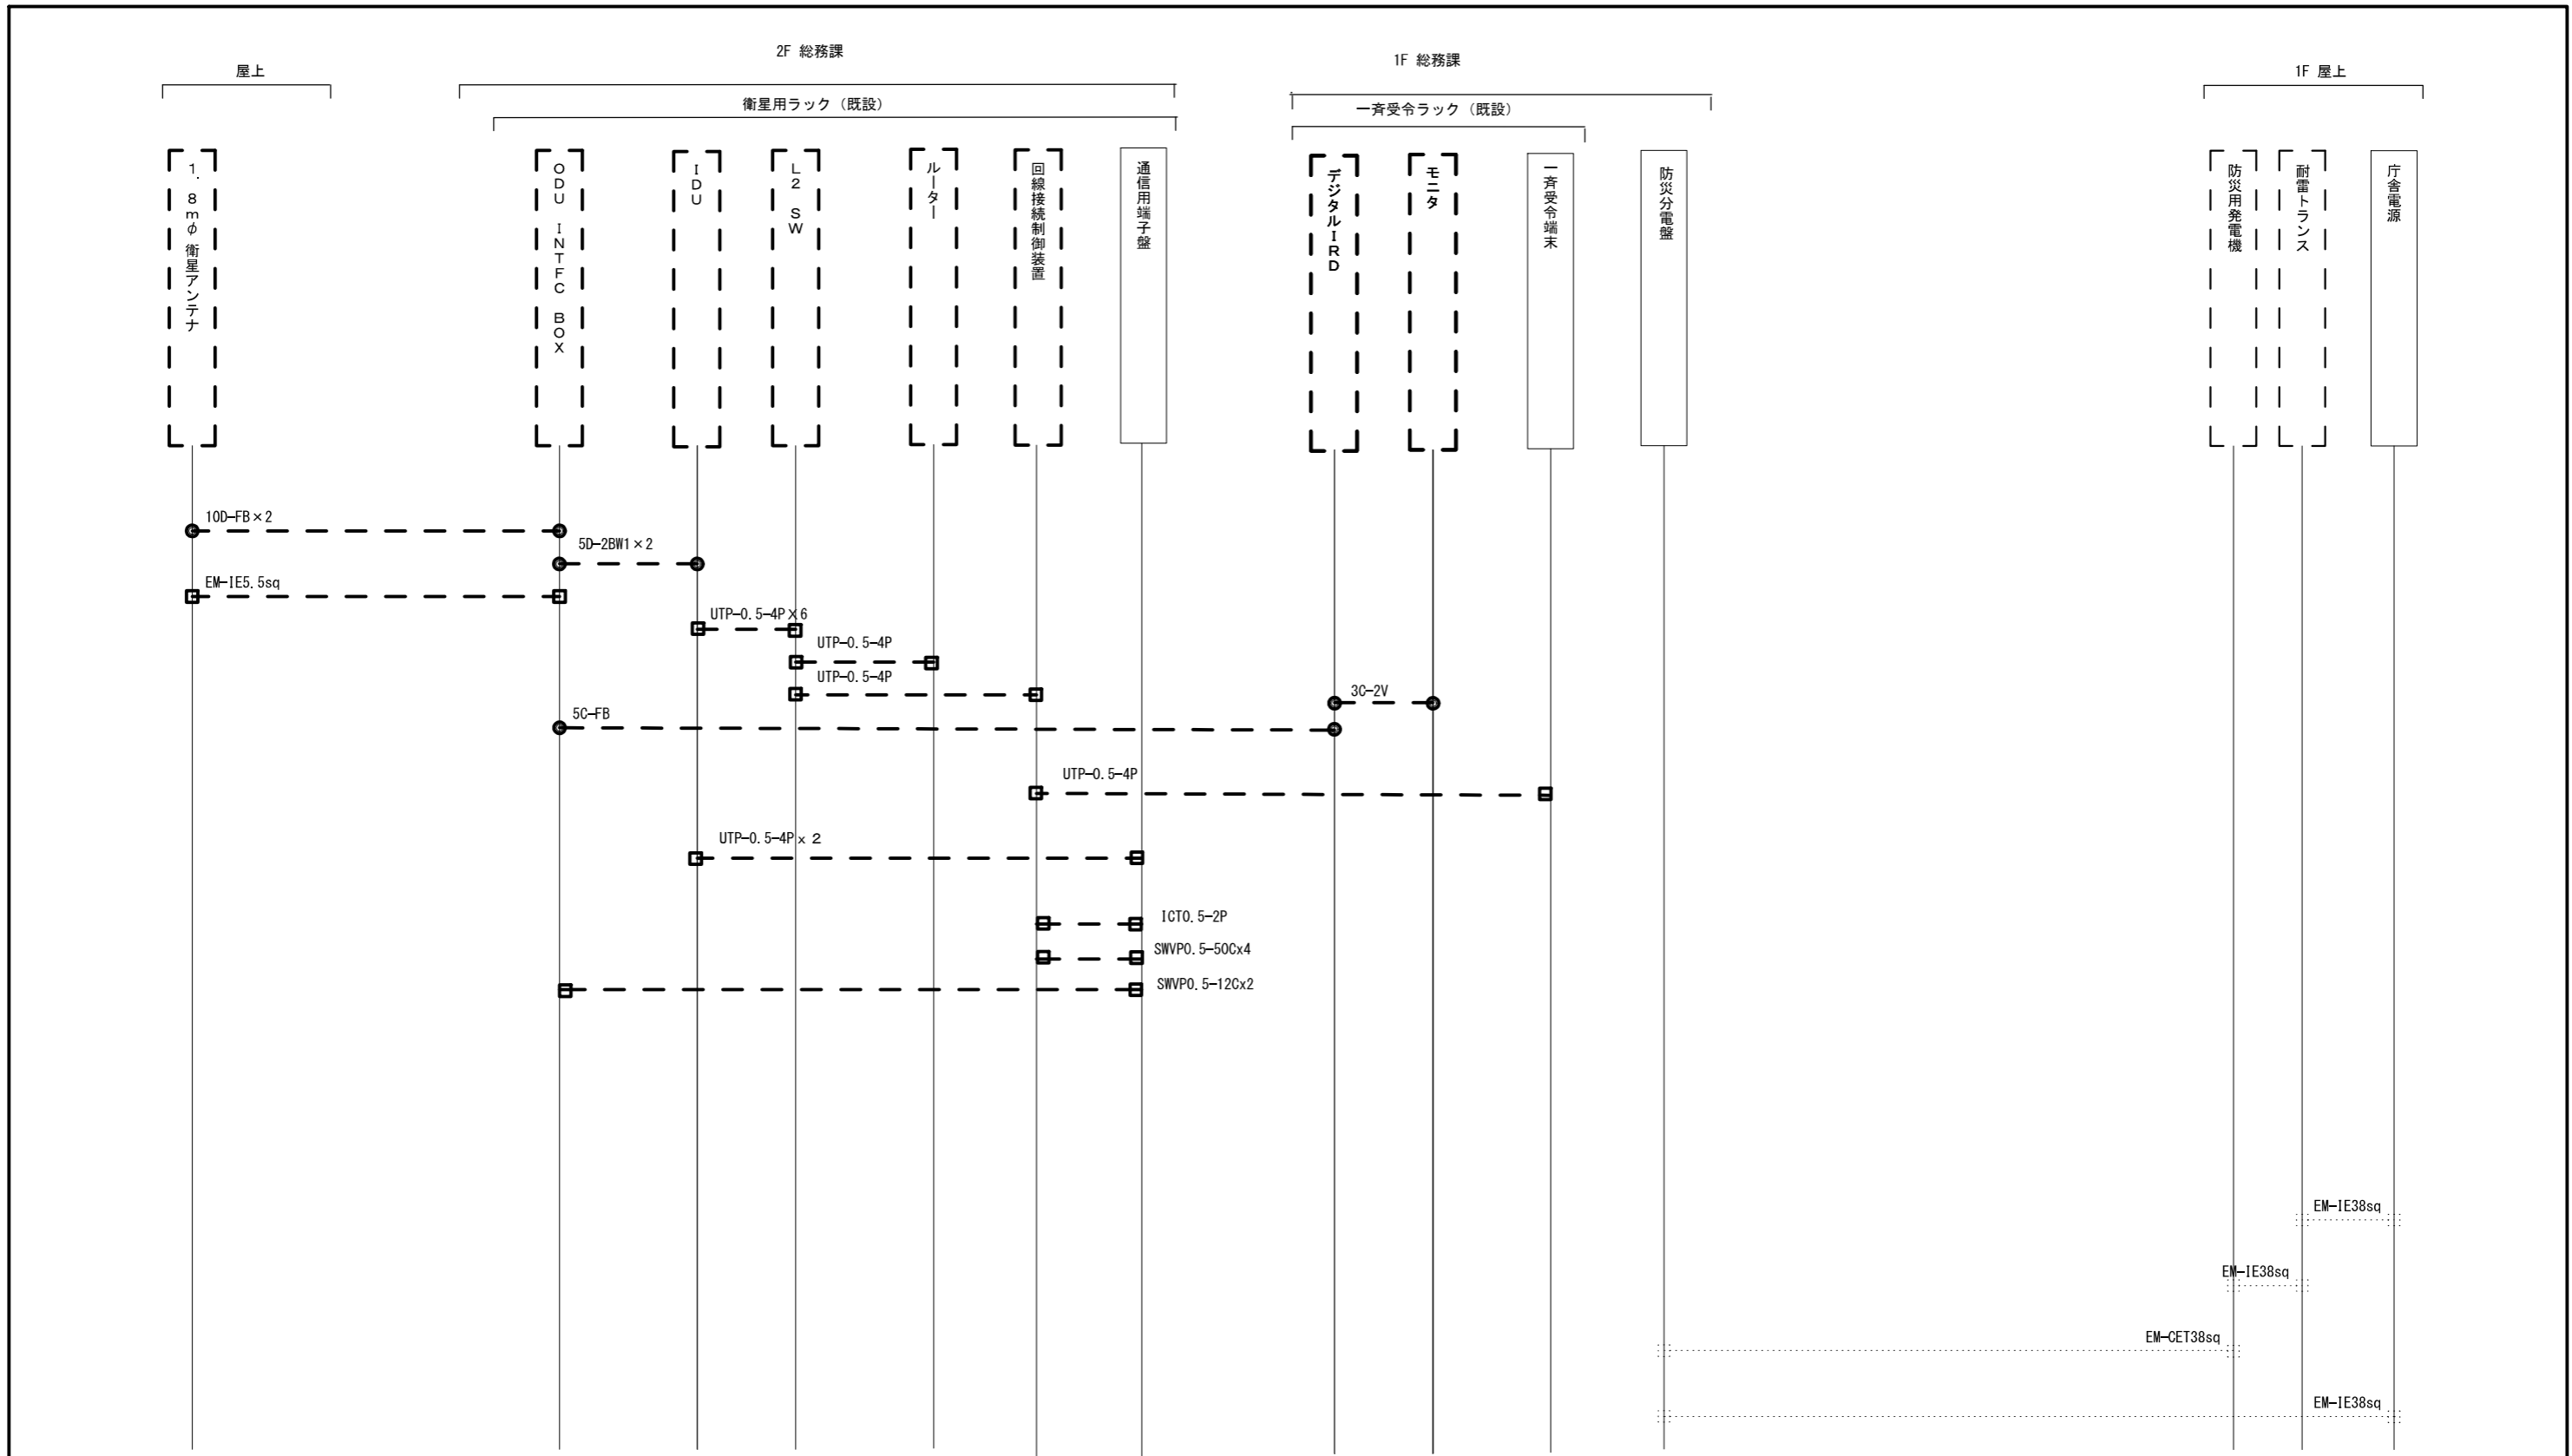 2F 総務課
1F 総務課
屋上
1F 屋上
衛星用ラック（既設）
一斉受令ラック（既設）
１．８ｍφ 衛星アンテナ
ＯＤＵ ＩＮＴＦＣ ＢＯＸ
ＩＤＵ
Ｌ２ ＳＷ
ルーター
回線接続制御装置
通信用端子盤
デジタルＩＲＤ
モニタ
一斉受令端末
防災分電盤
防災用発電機
耐雷トランス
庁舎電源
10D-FB×2
5D-2BW1×2
EM-IE5.5sq
UTP-0.5-4P×6
UTP-0.5-4P
UTP-0.5-4P
3C-2V
5C-FB
UTP-0.5-4P
UTP-0.5-4P×２
ICT0.5-2P
SWVP0.5-50Cx4
SWVP0.5-12Cx2
EM-IE38sq
EM-IE38sq
EM-CET38sq
EM-IE38sq